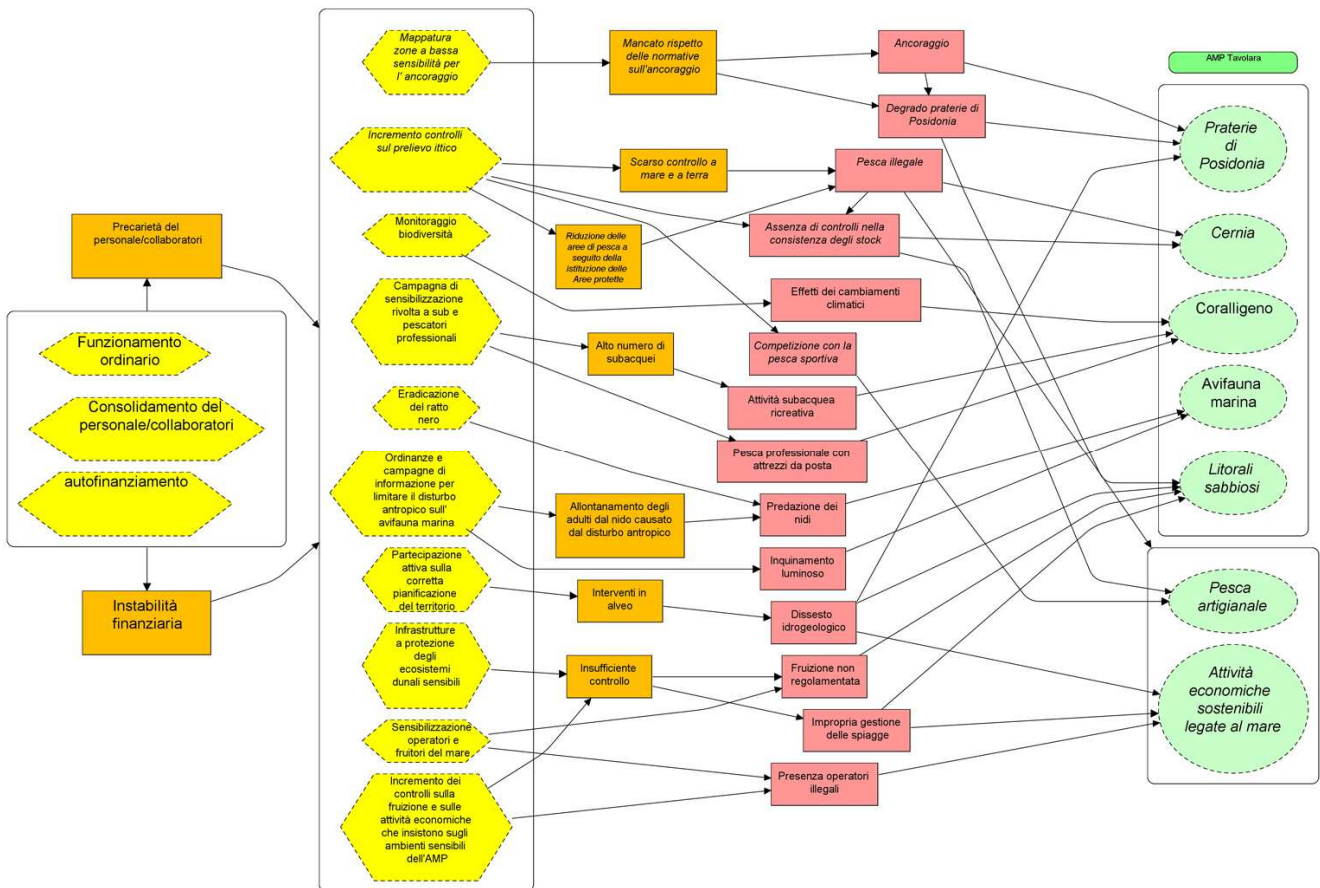 Precarietà del
personale/collaboratori
Funzionamento
ordinario
Consolidamento del
personale/collaboratori
autofinanziamento
Instabilità
finanziaria
Mappatura
zone a bassa
sensibilità per
l' ancoraggio
Incremento controlli
sul prelievo ittico
Monitoraggio
biodiversità
Campagna di
sensibilizzazione
rivolta a sub e
pescatori
professionali
Eradicazione
del ratto
nero
Ordinanze e
campagne di
informazione per
limitare il disturbo
antropico sull'
avifauna marina
Partecipazione
attiva sulla
corretta
pianificazione
del territorio
Infrastrutture
a protezione
degli
ecosistemi
dunali sensibili
Sensibilizzazione
operatori e
fruitori del mare
Incremento dei
controlli sulla
fruizione e sulle
attività economiche
che insistono sugli
ambienti sensibili
dell'AMP
Mancato rispetto
delle normative
sull'ancoraggio
Scarso controllo a
mare e a terra
Riduzione delle
aree di pesca a
seguito della
istituzione delle
Aree protette
Alto numero di
subacquei
Allontanamento degli
adulti dal nido causato
dal disturbo antropico
Interventi in
alveo
Insufficiente
controllo
Ancoraggio
Degrado praterie di
Posidonia
Pesca illegale
Assenza di controlli nella
consistenza degli stock
Effetti dei cambiamenti
climatici
Competizione con la
pesca sportiva
Attività subacquea
ricreativa
Pesca professionale con
attrezzi da posta
Predazione dei
nidi
Inquinamento
luminoso
Dissesto
idrogeologico
Fruizione non
regolamentata
Impropria gestione
delle spiagge
Presenza operatori
illegali
AMP Tavolara
Praterie
di
Posidonia
Cernia
Coralligeno
Avifauna
marina
Litorali
sabbiosi
Pesca
artigianale
Attività
economiche
sostenibili
legate al mare